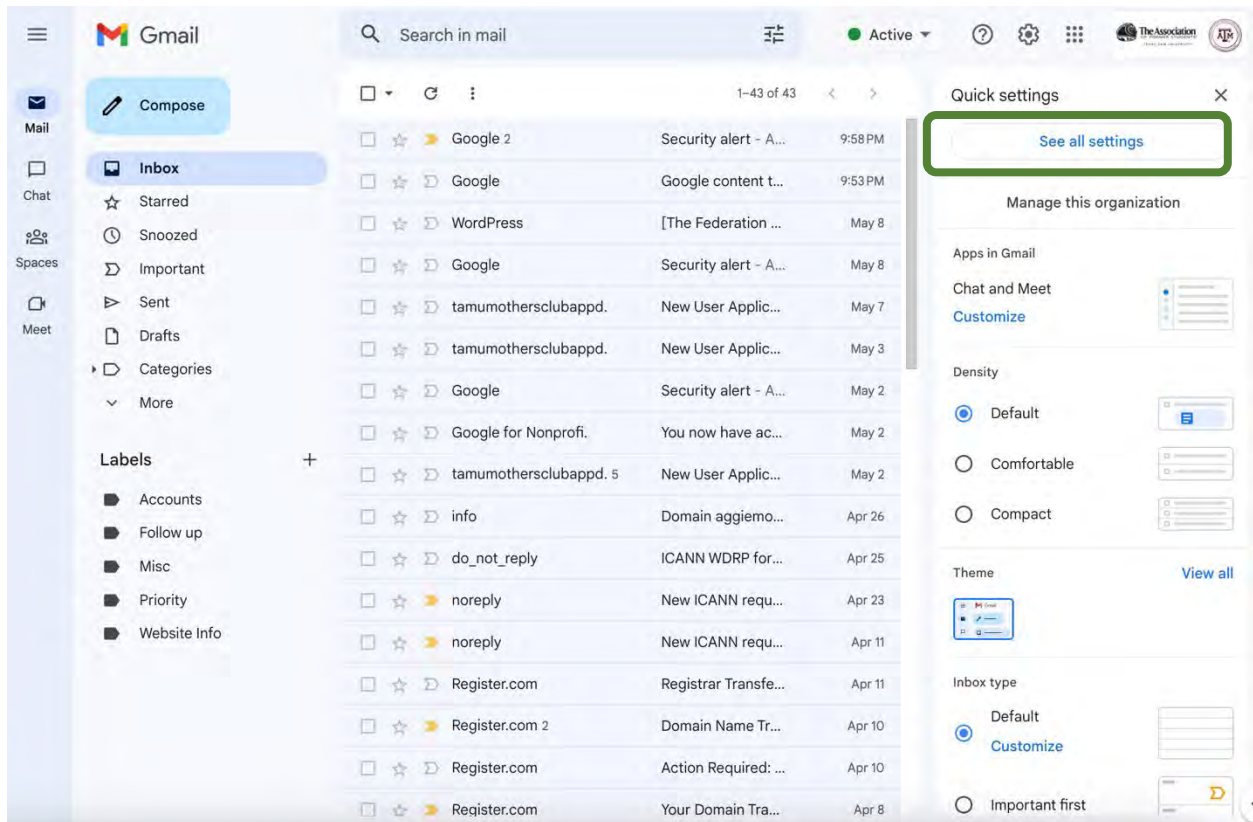 Gmail
Search in mail
Active
The Association
Mail
Chat
Spaces
Meet
Compose
Inbox
Starred
Snoozed
Important
Sent
Drafts
Categories
More
Labels
Accounts
Follow up
Misc
Priority
Website Info
1–43 of 43
Google 2 Security alert - A... 9:58 PM
Google Google content t... 9:53 PM
WordPress [The Federation ... May 8
Google Security alert - A... May 8
tamumothersclubappd. New User Applic... May 7
tamumothersclubappd. New User Applic... May 3
Google Security alert - A... May 2
Google for Nonprofi. You now have ac... May 2
tamumothersclubappd. 5 New User Applic... May 2
info Domain aggiemo... Apr 26
do_not_reply ICANN WDRP for... Apr 25
noreply New ICANN requ... Apr 23
noreply New ICANN requ... Apr 11
Register.com Registrar Transfe... Apr 11
Register.com 2 Domain Name Tr... Apr 10
Register.com Action Required: ... Apr 10
Register.com Your Domain Tra... Apr 8
Quick settings
See all settings
Manage this organization
Apps in Gmail
Chat and Meet
Customize
Density
Default
Comfortable
Compact
Theme View all
Inbox type
Default
Customize
Important first